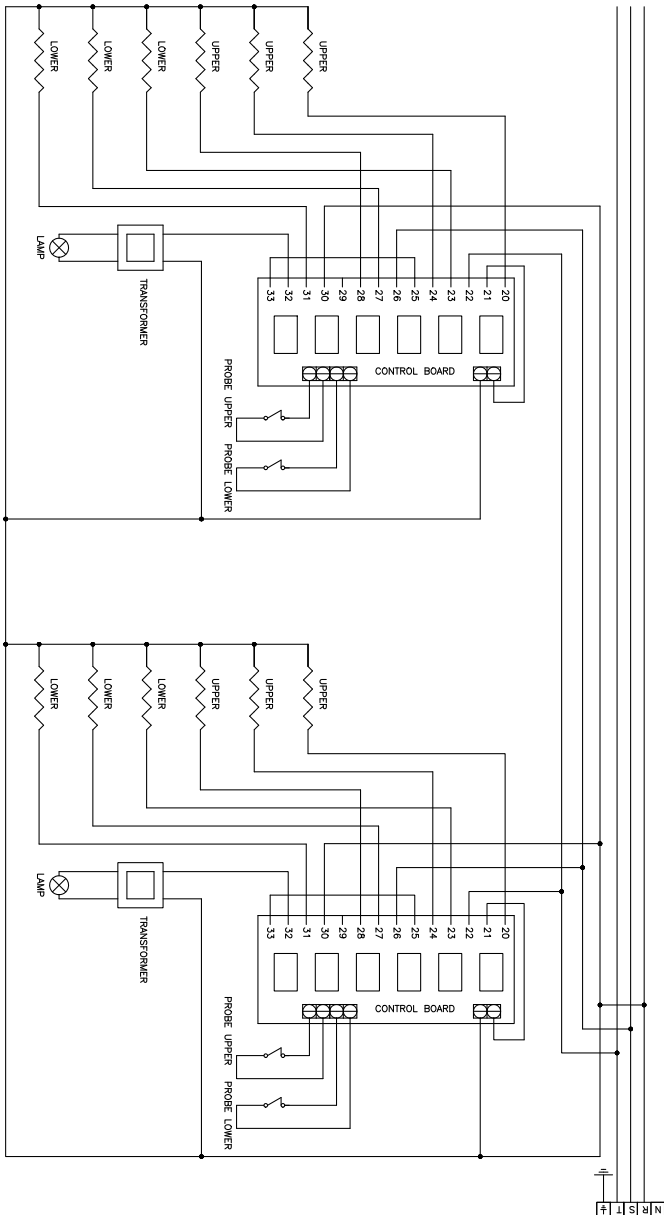 LOWER
LOWER
LOWER
UPPER
UPPER
UPPER
LAMP
TRANSFORMER
33 32 31 30 29 28 27 26 25 24 23 22 21 20
CONTROL BOARD
PROBE UPPER
PROBE LOWER
LOWER
LOWER
LOWER
UPPER
UPPER
UPPER
LAMP
TRANSFORMER
33 32 31 30 29 28 27 26 25 24 23 22 21 20
CONTROL BOARD
PROBE UPPER
PROBE LOWER
T S R N